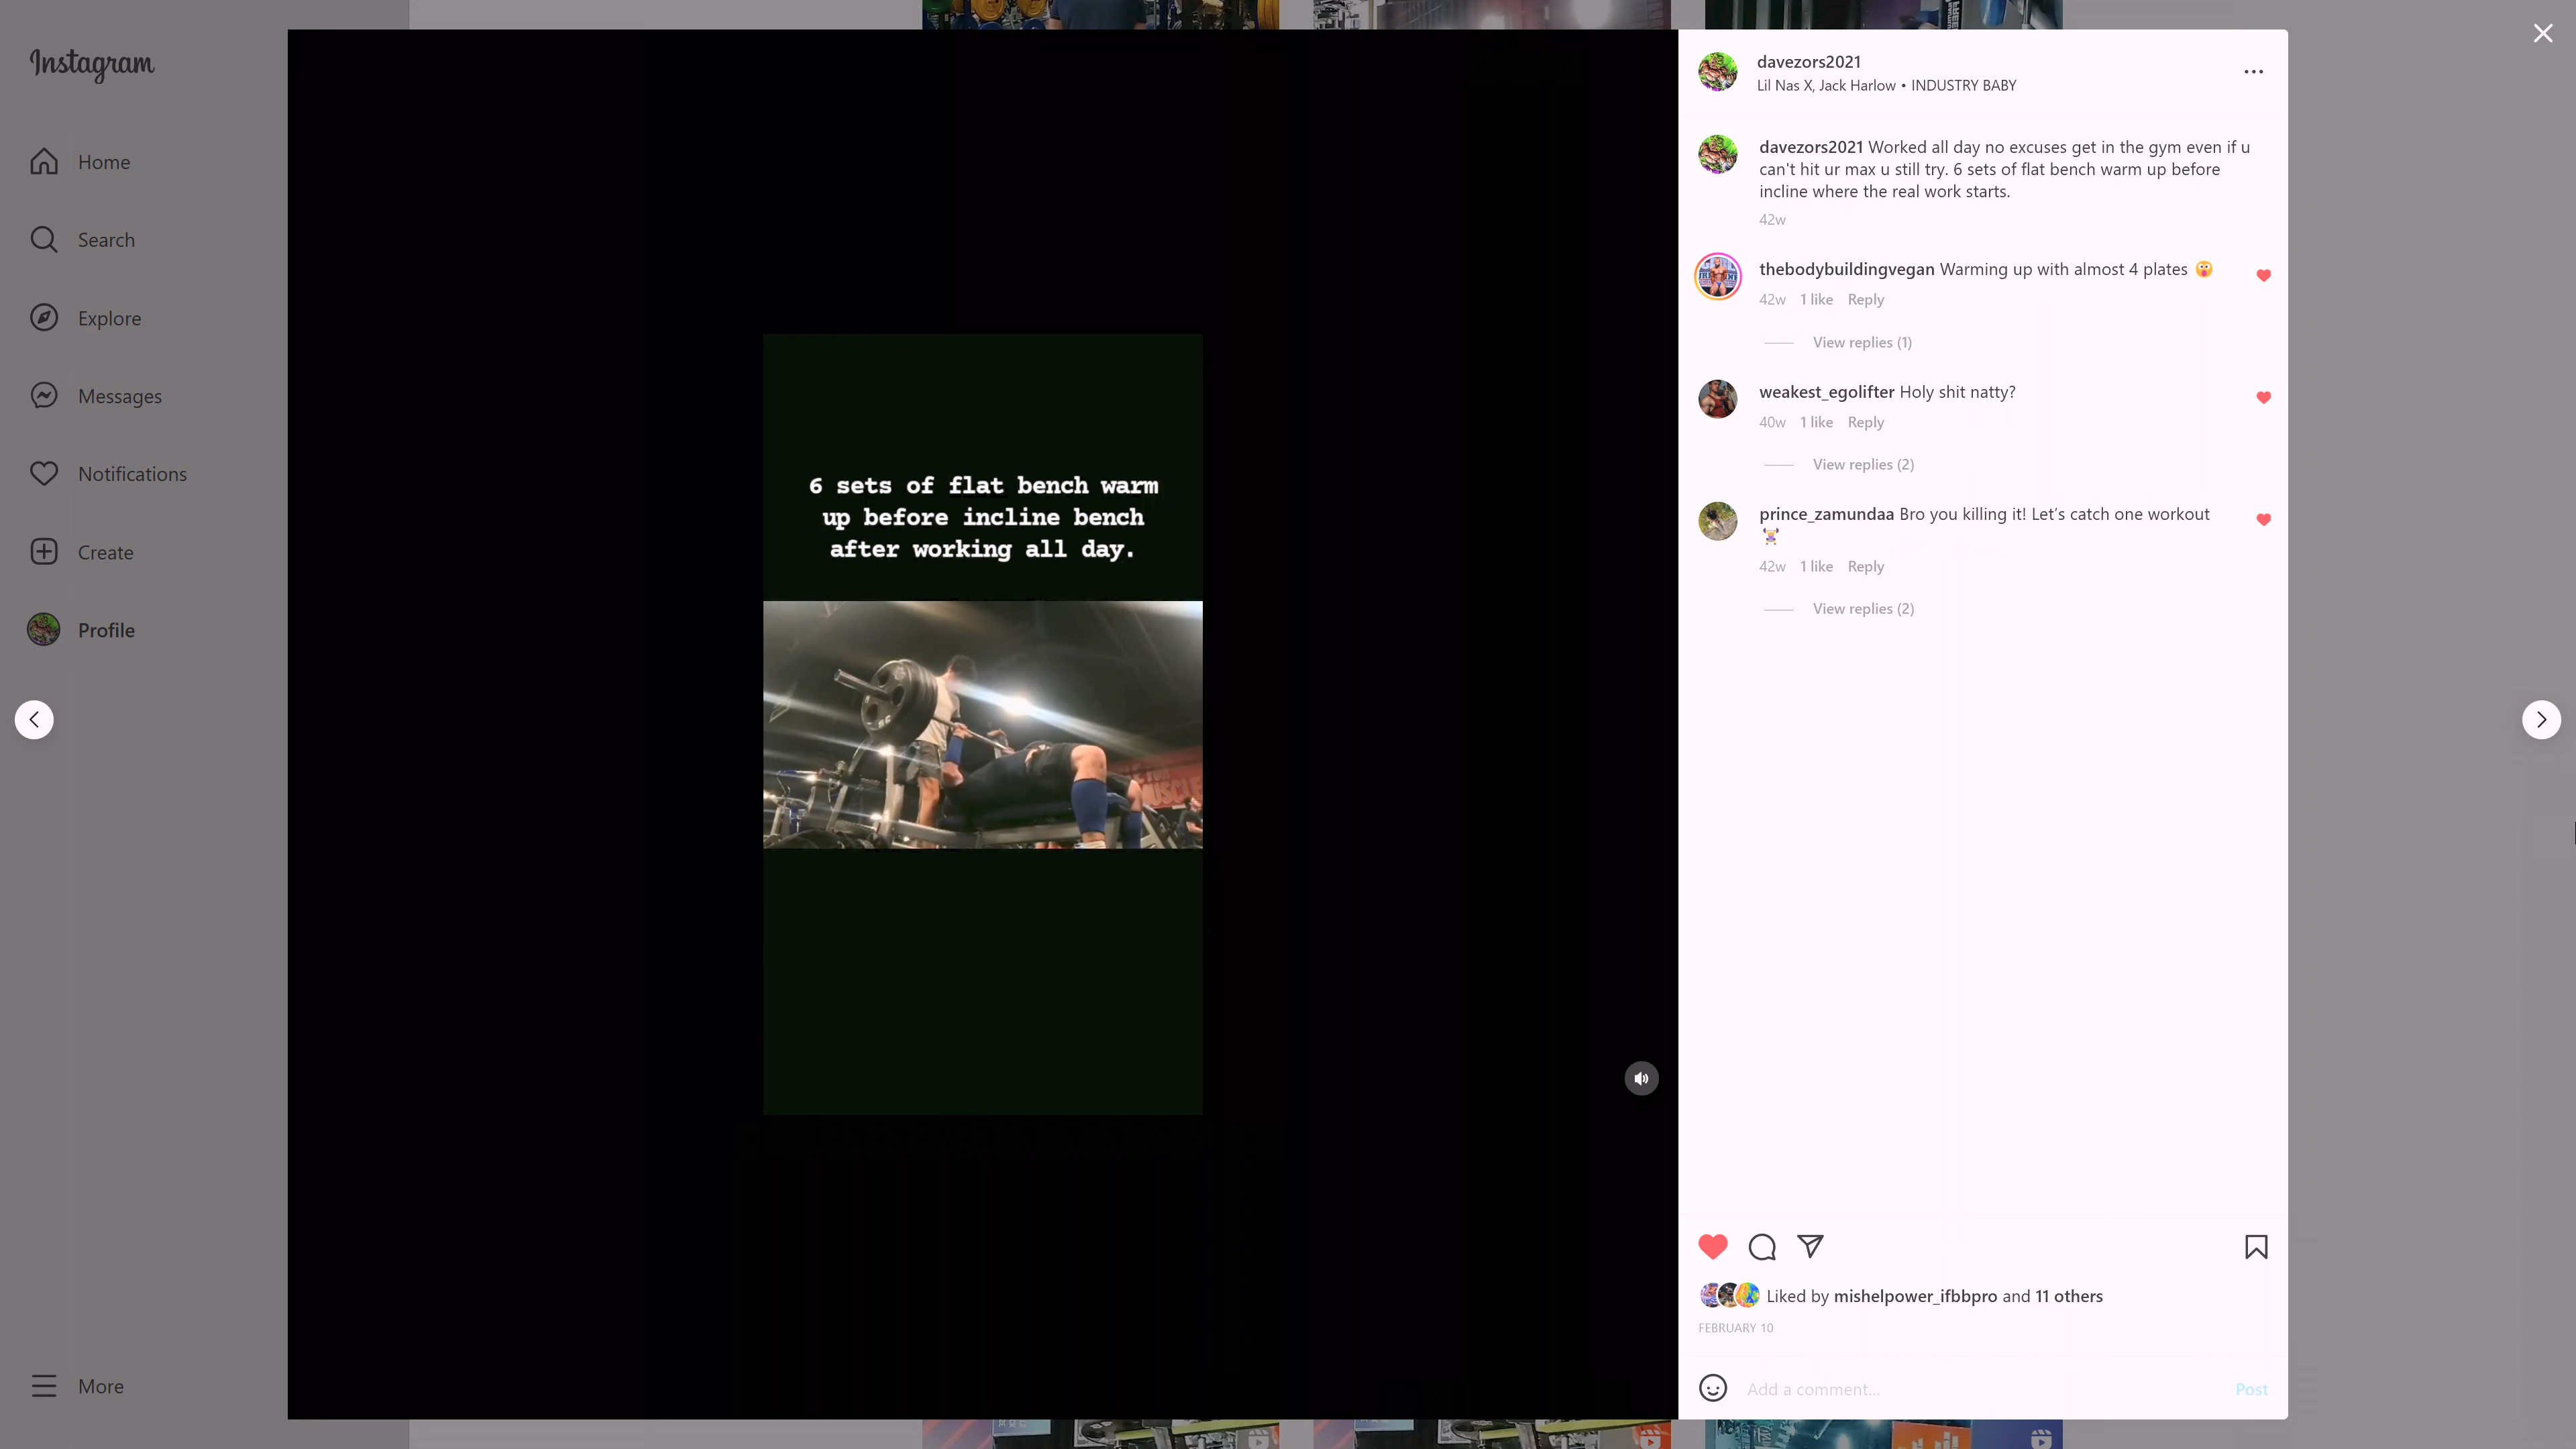 Instagram
Home
Search
Explore
Messages
Notifications
Create
Profile
More
6 sets of flat bench warm
up before incline bench
after working all day.
MUSCLE
davezors2021
Lil Nas X, Jack Harlow • INDUSTRY BABY
davezors2021 Worked all day no excuses get in the gym even if u
can't hit ur max u still try. 6 sets of flat bench warm up before
incline where the real work starts.
42w
thebodybuildingvegan Warming up with almost 4 plates 😱
42w 1 like Reply
View replies (1)
weakest_egolifter Holy shit natty?
40w 1 like Reply
View replies (2)
prince_zamundaa Bro you killing it! Let's catch one workout
🏋️
42w 1 like Reply
View replies (2)
Liked by mishelpower_ifbbpro and 11 others
FEBRUARY 10
Add a comment...
Post